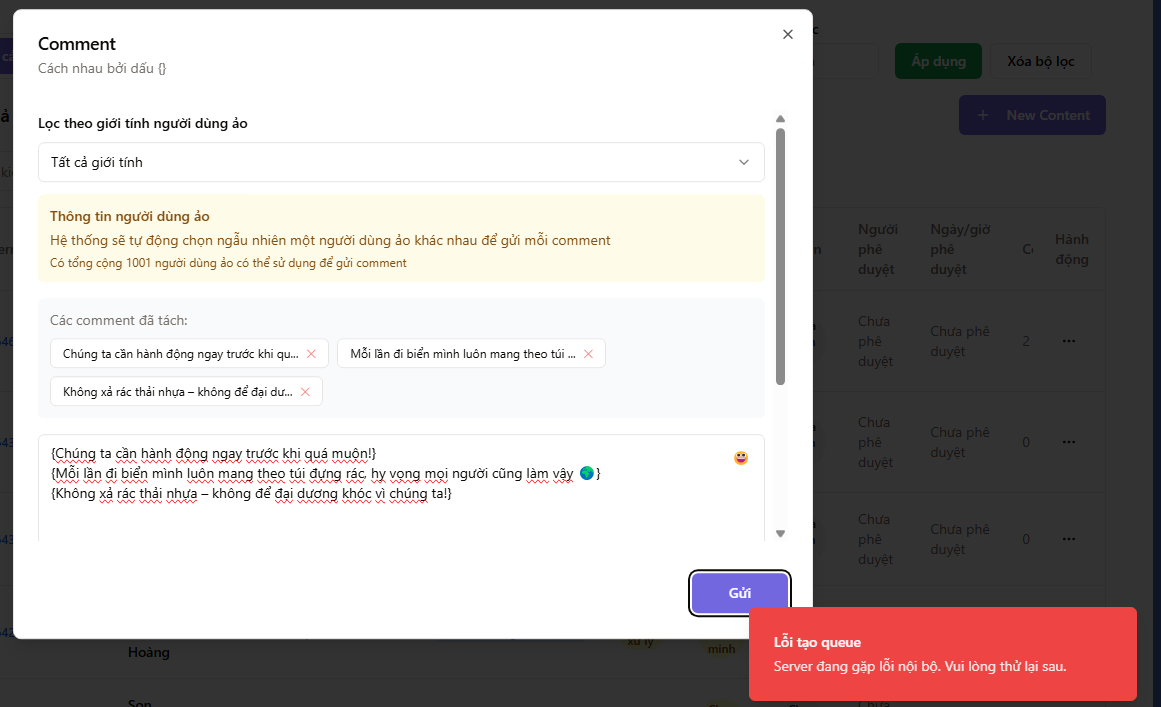 Comment
Cách nhau bởi dấu {}
Áp dụng
Xóa bộ lọc
New Content
Lọc theo giới tính người dùng ảo
Tất cả giới tính
Thông tin người dùng ảo
Hệ thống sẽ tự động chọn ngẫu nhiên một người dùng ảo khác nhau để gửi mỗi comment
Có tổng cộng 1001 người dùng ảo có thể sử dụng để gửi comment
Các comment đã tách:
Chúng ta cần hành động ngay trước khi qu...
Mỗi lần đi biển mình luôn mang theo túi ...
Không xả rác thải nhựa – không để đại dư...
{Chúng ta cần hành động ngay trước khi quá muộn!}
{Mỗi lần đi biển mình luôn mang theo túi đựng rác, hy vọng mọi người cũng làm vậy 🌏}
{Không xả rác thải nhựa – không để đại dương khóc vì chúng ta!}
Gửi
Người
phê
duyệt
Ngày/giờ
phê
duyệt
Hành
động
Chưa
phê
duyệt
Chưa phê
duyệt
2
Chưa
phê
duyệt
Chưa phê
duyệt
0
Chưa
phê
duyệt
Chưa phê
duyệt
0
Lỗi tạo queue
Server đang gặp lỗi nội bộ. Vui lòng thử lại sau.
Hoàng
xử lý
minh
Sơn